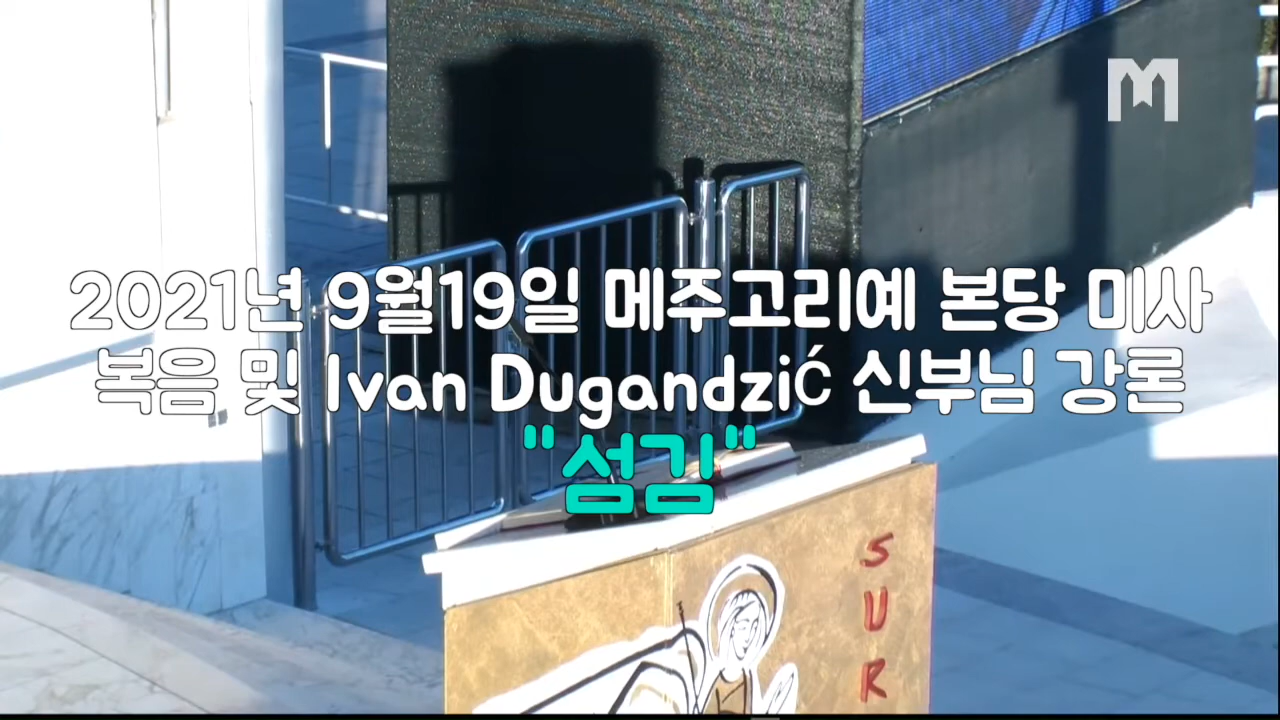 M
2021년 9월19일 메주고리예 본당 미사
복음 및 Ivan Dugandzić 신부님 강론
"섬김"
S
U
R